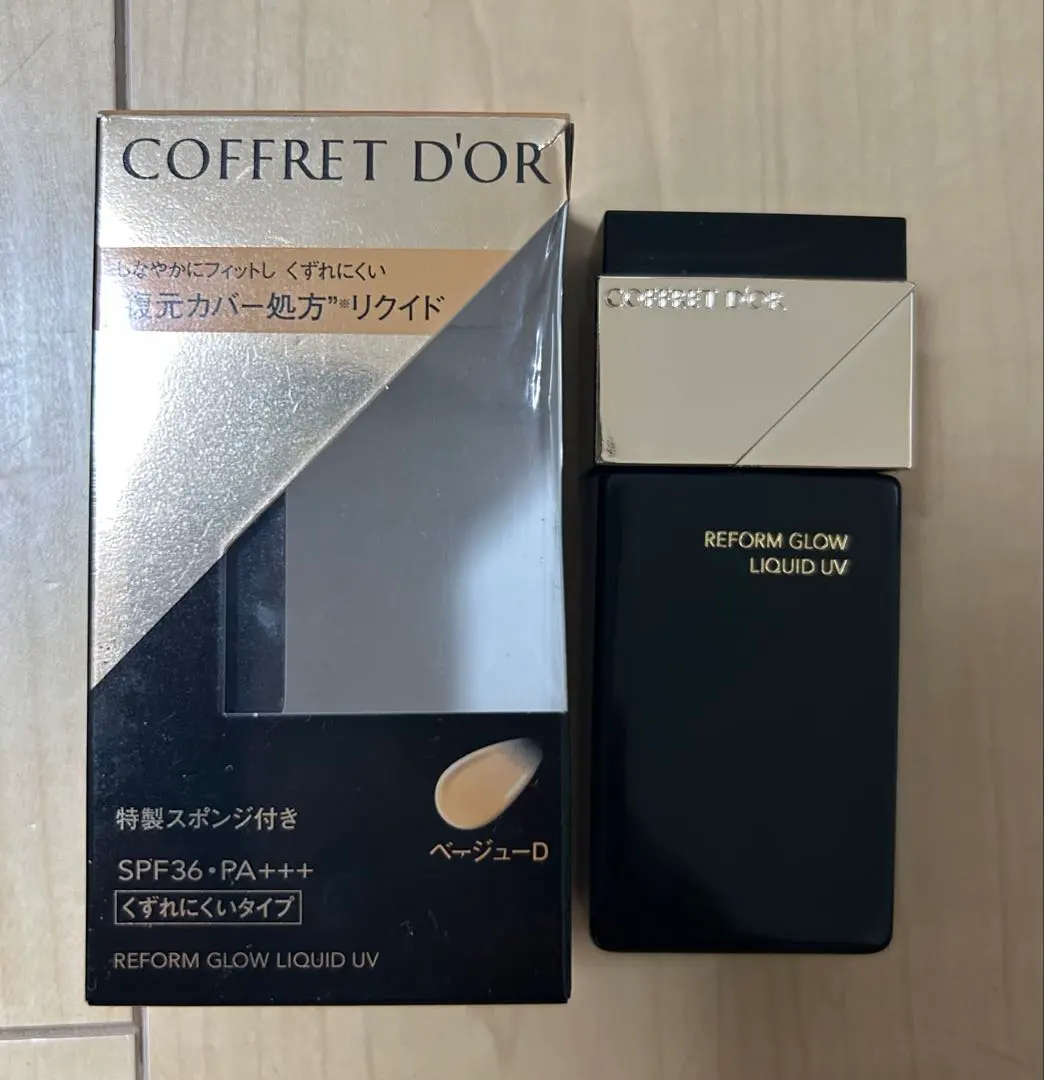 COFFRET D'OR
しなやかにフィットし くずれにくい
復元カバー処方”※リクイド
特製スポンジ付き
ベージュ－D
SPF36・PA+++
くずれにくいタイプ
REFORM GLOW LIQUID UV
COFFRET D'OR
REFORM GLOW
LIQUID UV